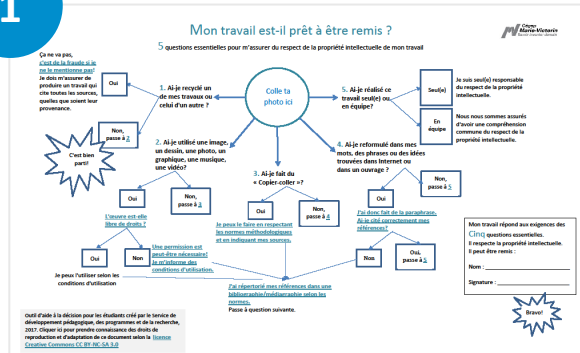 1
Mon travail est-il prêt à être remis ?
5 questions essentielles pour m'assurer du respect de la propriété intellectuelle de mon travail
Cégep
Marie-Victorin
Ça ne va pas,
c'est de la fraude si je
ne le mentionne pas!
Je dois m'assurer de
produire un travail qui
cite toutes les sources,
quelles que soient leur
provenance.
Oui
Non,
passe à 2
C'est bien
parti!
1. Ai-je recyclé un
de mes travaux ou
celui d'un autre ?
Colle ta
photo ici
5. Ai-je réalisé ce
travail seul(e) ou
en équipe?
Seul(e)
En
équipe
Je suis seul(e) responsable
du respect de la propriété
intellectuelle.
Nous nous sommes assurés
d'avoir une compréhension
commune du respect de la
propriété intellectuelle.
2. Ai-je utilisé une image,
un dessin, une photo, un
graphique, une musique,
une vidéo?
Oui
Non,
passe à 3
L'œuvre est-elle
libre de droits ?
Oui
Non
Je peux l'utiliser selon les
conditions d'utilisation
Une permission est
peut-être nécessaire!
Je m'informe des
conditions d'utilisation.
3. Ai-je fait du
« Copier-coller »?
Oui
Non,
passe à 4
Je peux le faire en respectant
les normes méthodologiques
et en indiquant mes sources.
4. Ai-je reformulé dans mes
mots, des phrases ou des idées
trouvées dans Internet ou
dans un ouvrage ?
Oui
Non,
passe à 5
J'ai donc fait de la paraphrase.
Ai-je cité correctement mes
références?
Non
Oui,
passe à 5
J'ai répertorié mes références dans une
bibliographie/médiagraphie selon les
normes.
Passe à question suivante.
Mon travail répond aux exigences des
Cinq questions essentielles.
Il respecte la propriété intellectuelle.
Il peut être remis :
Nom :
Signature :
Bravo!
Outil d'aide à la décision pour les étudiants créé par le Service de
développement pédagogique, des programmes et de la recherche,
2017. Cliquer ici pour prendre connaissance des droits de
reproduction et d'adaptation de ce document selon la licence
Creative Commons CC BY-NC-SA 3.0